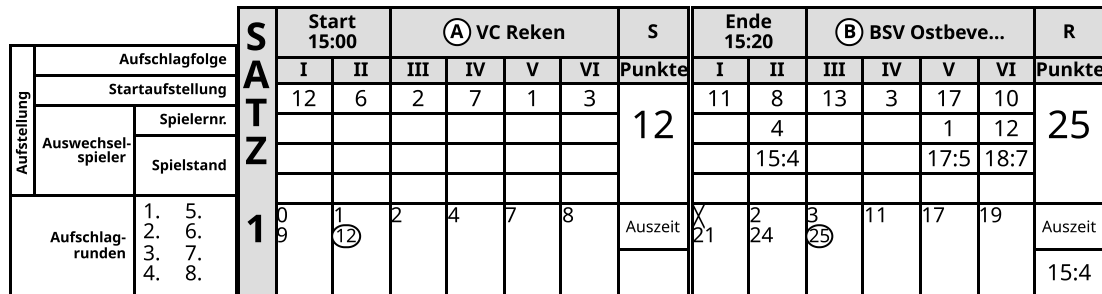 SATZ 1
Start 15:00 A VC Reken S Ende 15:20 B BSV Ostbeve... R
Aufstellung
Aufschlagfolge I II III IV V VI Punkte I II III IV V VI Punkte
Startaufstellung 12 6 2 7 1 3 12 11 8 13 3 17 10 25
Auswechsel-spieler Spielernr. 4 1 12
Spielstand 15:4 17:5 18:7
Aufschlag-runden
1. 5. 0 1 2 4 7 8 Auszeit X 2 3 11 17 19 Auszeit
2. 6. 9 12 21 24 25
3. 7.
4. 8. 15:4